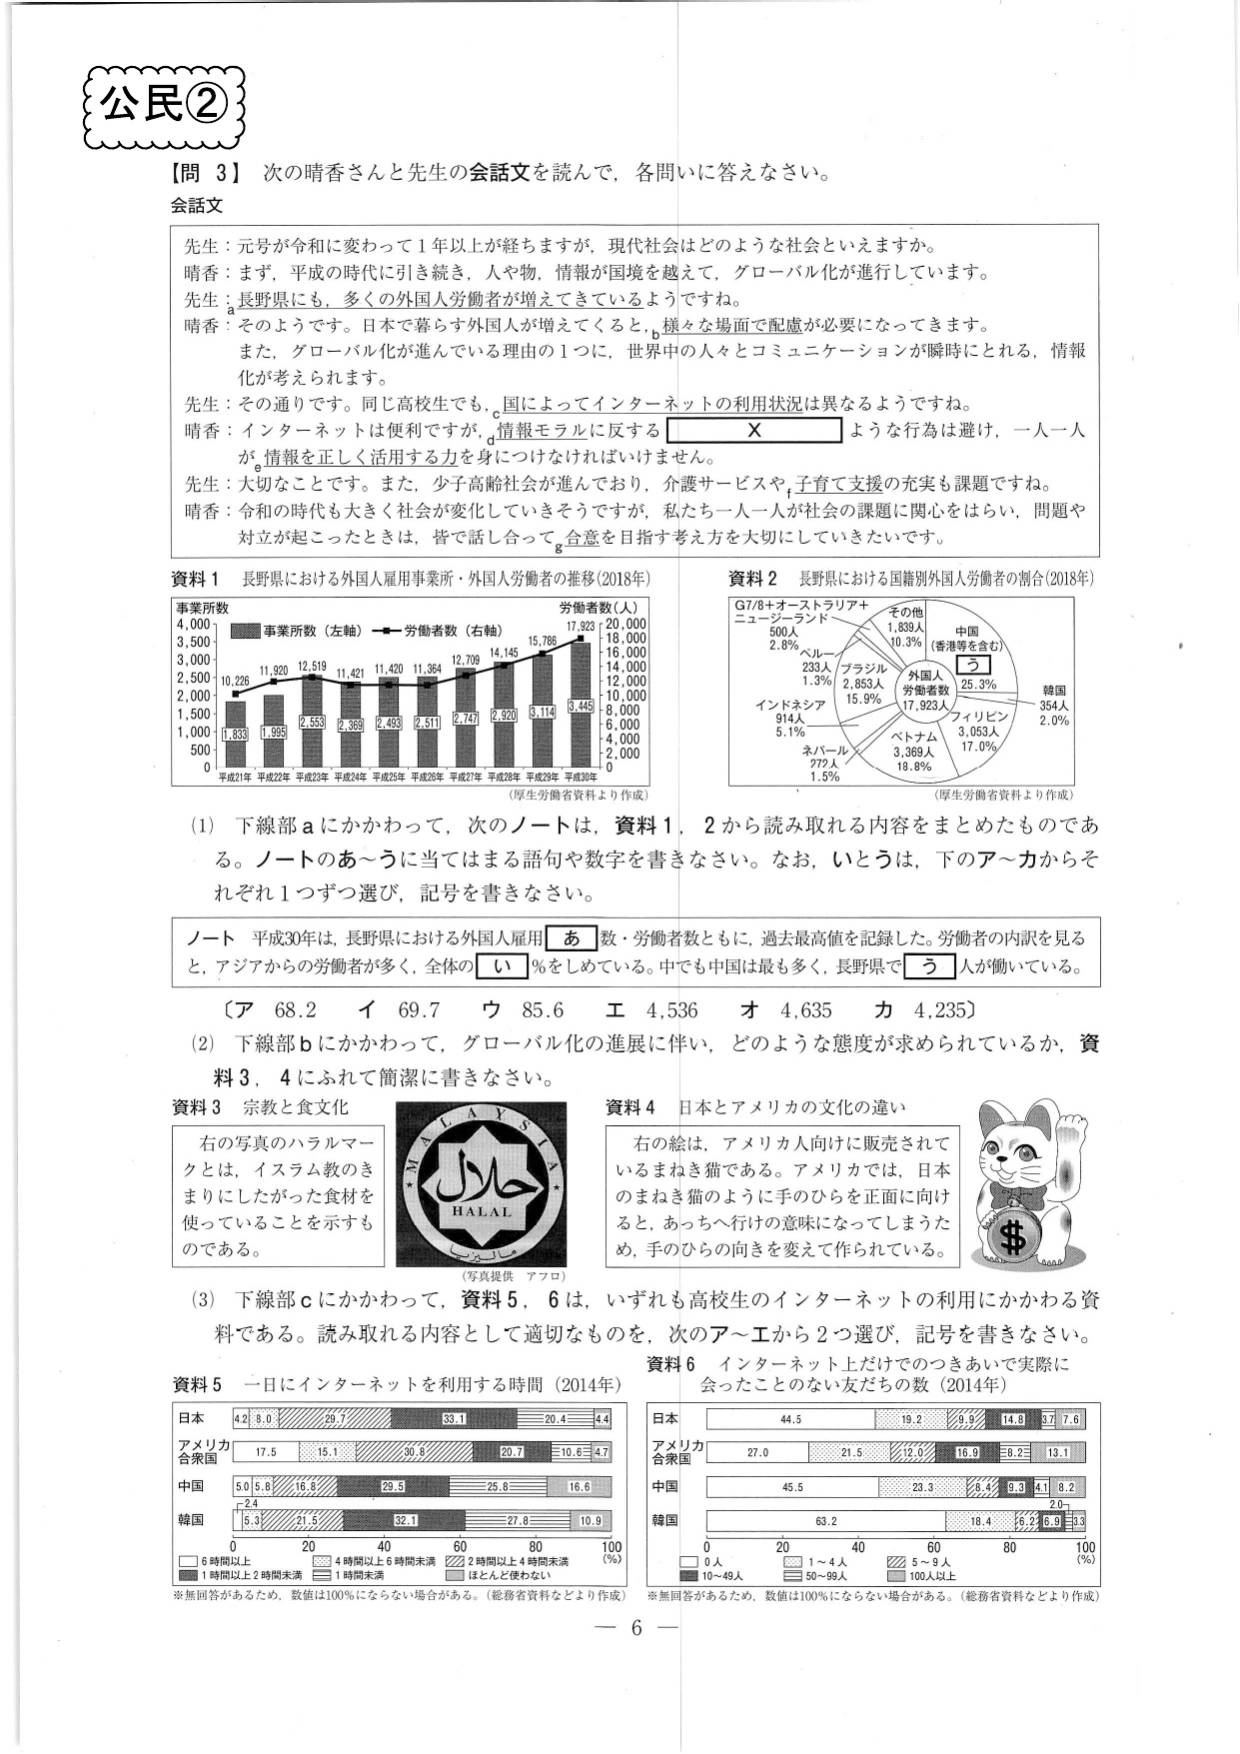 公民②
【問 3】 次の晴香さんと先生の会話文を読んで，各問いに答えなさい。
会話文
先生：元号が令和に変わって１年以上が経ちますが，現代社会はどのような社会といえますか。
晴香：まず，平成の時代に引き続き，人や物，情報が国境を越えて，グローバル化が進行しています。
先生：a長野県にも，多くの外国人労働者が増えてきているようですね。
晴香：そのようです。日本で暮らす外国人が増えてくると，b様々な場面で配慮が必要になってきます。
また，グローバル化が進んでいる理由の１つに，世界中の人々とコミュニケーションが瞬時にとれる，情報
化が考えられます。
先生：その通りです。同じ高校生でも，c国によってインターネットの利用状況は異なるようですね。
晴香：インターネットは便利ですが，d情報モラルに反する X ような行為は避け，一人一人
がe情報を正しく活用する力を身につけなければいけません。
先生：大切なことです。また，少子高齢社会が進んでおり，介護サービスや，f子育て支援の充実も課題ですね。
晴香：令和の時代も大きく社会が変化していきそうですが，私たち一人一人が社会の課題に関心をはらい，問題や
対立が起こったときは，皆で話し合ってg合意を目指す考え方を大切にしていきたいです。
資料１ 長野県における外国人雇用事業所・外国人労働者の推移(2018年)
事業所数 労働者数(人)
事業所数（左軸） 労働者数（右軸）
4,000 3,500 3,000 2,500 2,000 1,500 1,000 500 0
20,000 18,000 16,000 14,000 12,000 10,000 8,000 6,000 4,000 2,000 0
10,226 11,920 12,519 11,421 11,420 11,364 12,709 14,145 15,786 17,923
1,833 1,995 2,553 2,369 2,493 2,511 2,747 2,920 3,114 3,445
平成21年 平成22年 平成23年 平成24年 平成25年 平成26年 平成27年 平成28年 平成29年 平成30年
（厚生労働省資料より作成）
資料２ 長野県における国籍別外国人労働者の割合(2018年)
G7/8＋オーストラリア＋
ニュージーランド
500人
2.8%
その他
1,839人
10.3%
中国
(香港等を含む)
う
25.3%
韓国
354人
2.0%
フィリピン
3,053人
17.0%
ベトナム
3,369人
18.8%
ネパール
272人
1.5%
インドネシア
914人
5.1%
ブラジル
2,853人
15.9%
ペルー
233人
1.3%
外国人
労働者数
17,923人
（厚生労働省資料より作成）
(1) 下線部ａにかかわって，次のノートは，資料１，２から読み取れる内容をまとめたものであ
る。ノートのあ～うに当てはまる語句や数字を書きなさい。なお，いとうは，下のア～カからそ
れぞれ１つずつ選び，記号を書きなさい。
ノート 平成30年は，長野県における外国人雇用 あ 数・労働者数ともに，過去最高値を記録した。労働者の内訳を見る
と，アジアからの労働者が多く，全体の い ％をしめている。中でも中国は最も多く，長野県で う 人が働いている。
〔ア 68.2 イ 69.7 ウ 85.6 エ 4,536 オ 4,635 カ 4,235〕
(2) 下線部ｂにかかわって，グローバル化の進展に伴い，どのような態度が求められているか，資
料３，４にふれて簡潔に書きなさい。
資料３ 宗教と食文化
右の写真のハラルマー
クとは，イスラム教のき
まりにしたがった食材を
使っていることを示すも
のである。
MALAYSIA
حلال
HALAL
ماليزيا
（写真提供 アフロ）
資料４ 日本とアメリカの文化の違い
右の絵は，アメリカ人向けに販売されて
いるまねき猫である。アメリカでは，日本
のまねき猫のように手のひらを正面に向け
ると，あっちへ行けの意味になってしまうた
め，手のひらの向きを変えて作られている。
$
(3) 下線部ｃにかかわって，資料５，６は，いずれも高校生のインターネットの利用にかかわる資
料である。読み取れる内容として適切なものを，次のア～エから２つ選び，記号を書きなさい。
資料５ 一日にインターネットを利用する時間（2014年）
日本 4.2 8.0 29.7 33.1 20.4 4.4
アメリカ合衆国 17.5 15.1 30.8 20.7 10.6 4.7
中国 5.0 5.8 16.8 29.5 25.8 16.6
韓国 2.4 5.3 21.5 32.1 27.8 10.9
0 20 40 60 80 100
(%)
6時間以上 4時間以上6時間未満 2時間以上4時間未満
1時間以上2時間未満 1時間未満 ほとんど使わない
※無回答があるため，数値は100％にならない場合がある。（総務省資料などより作成）
資料６ インターネット上だけでのつきあいで実際に
会ったことのない友だちの数（2014年）
日本 44.5 19.2 9.9 14.8 3.7 7.6
アメリカ合衆国 27.0 21.5 12.0 16.9 8.2 13.1
中国 45.5 23.3 8.4 9.3 4.1 8.2
韓国 63.2 18.4 6.2 6.9 2.0 3.3
0 20 40 60 80 100
(%)
0人 1～4人 5～9人
10～49人 50～99人 100人以上
※無回答があるため，数値は100％にならない場合がある。（総務省資料などより作成）
― 6 ―